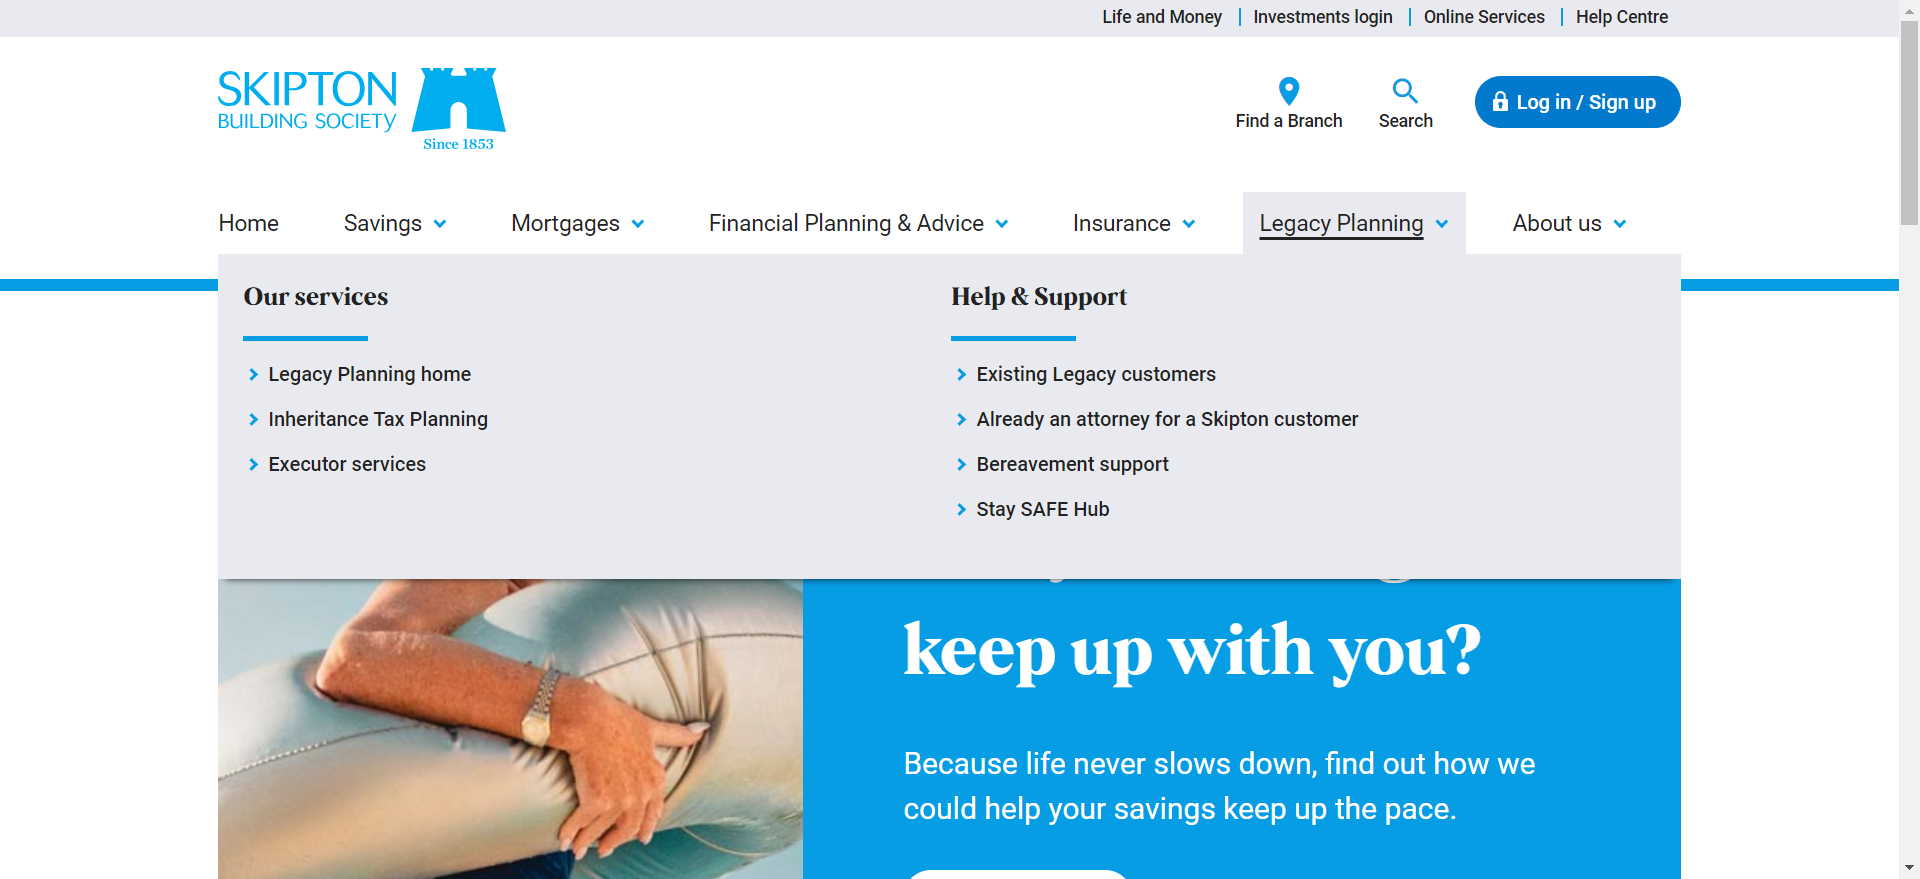 Life and Money
Investments login
Online Services
Help Centre
SKIPTON
BUILDING SOCIETY
Since 1853
Find a Branch
Search
Log in / Sign up
Home
Savings
Mortgages
Financial Planning & Advice
Insurance
Legacy Planning
About us
Our services
Legacy Planning home
Inheritance Tax Planning
Executor services
Help & Support
Existing Legacy customers
Already an attorney for a Skipton customer
Bereavement support
Stay SAFE Hub
keep up with you?
Because life never slows down, find out how we
could help your savings keep up the pace.